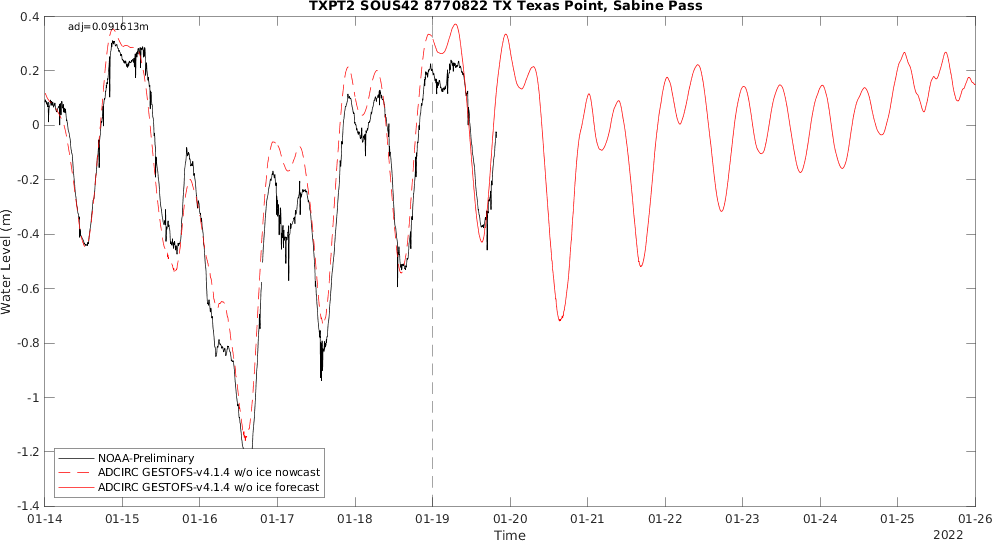 TXPT2 SOUS42 8770822 TX Texas Point, Sabine Pass
adj=0.091613m
0.4
0.2
0
-0.2
-0.4
-0.6
-0.8
-1
-1.2
-1.4
Water Level (m)
NOAA-Preliminary
ADCIRC GESTOFS-v4.1.4 w/o ice nowcast
ADCIRC GESTOFS-v4.1.4 w/o ice forecast
01-14 01-15 01-16 01-17 01-18 01-19 01-20 01-21 01-22 01-23 01-24 01-25 01-26
Time
2022